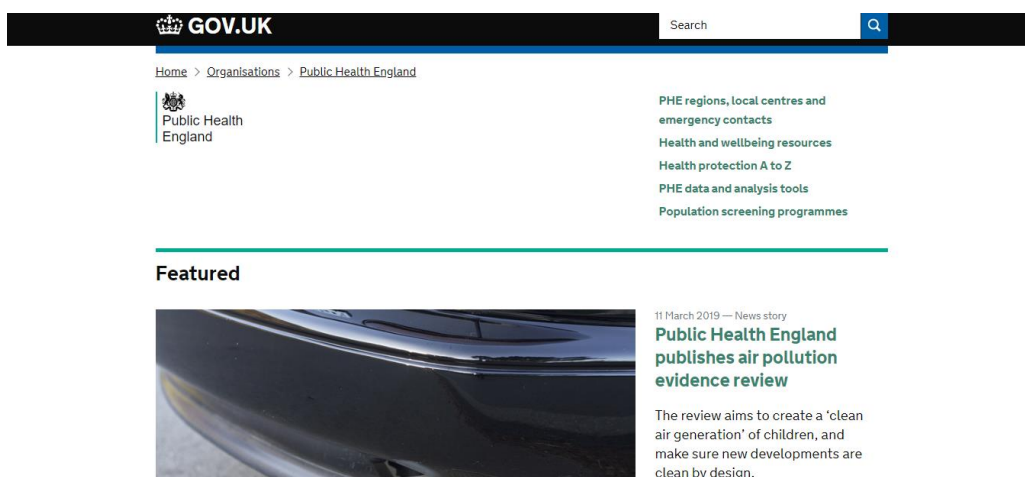 GOV.UK
Search
Home > Organisations > Public Health England
Public Health
England
PHE regions, local centres and
emergency contacts
Health and wellbeing resources
Health protection A to Z
PHE data and analysis tools
Population screening programmes
Featured
11 March 2019 — News story
Public Health England
publishes air pollution
evidence review
The review aims to create a ‘clean
air generation’ of children, and
make sure new developments are
clean by design.